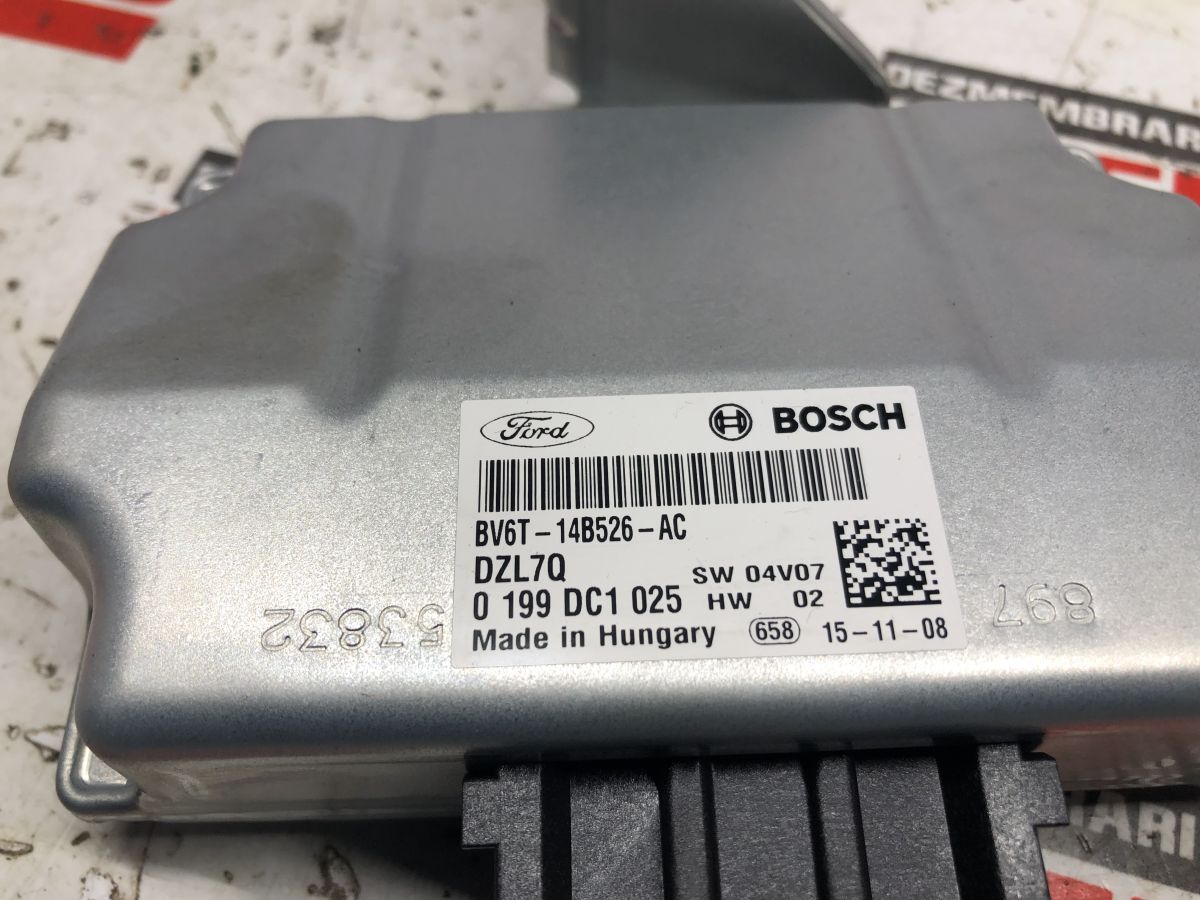 DEZMEMBRARI
Ford
BOSCH
BV6T-14B526-AC
DZL7Q
SW 04V07
0 199 DC1 025
HW 02
Made in Hungary
658
15-11-08
53832
897